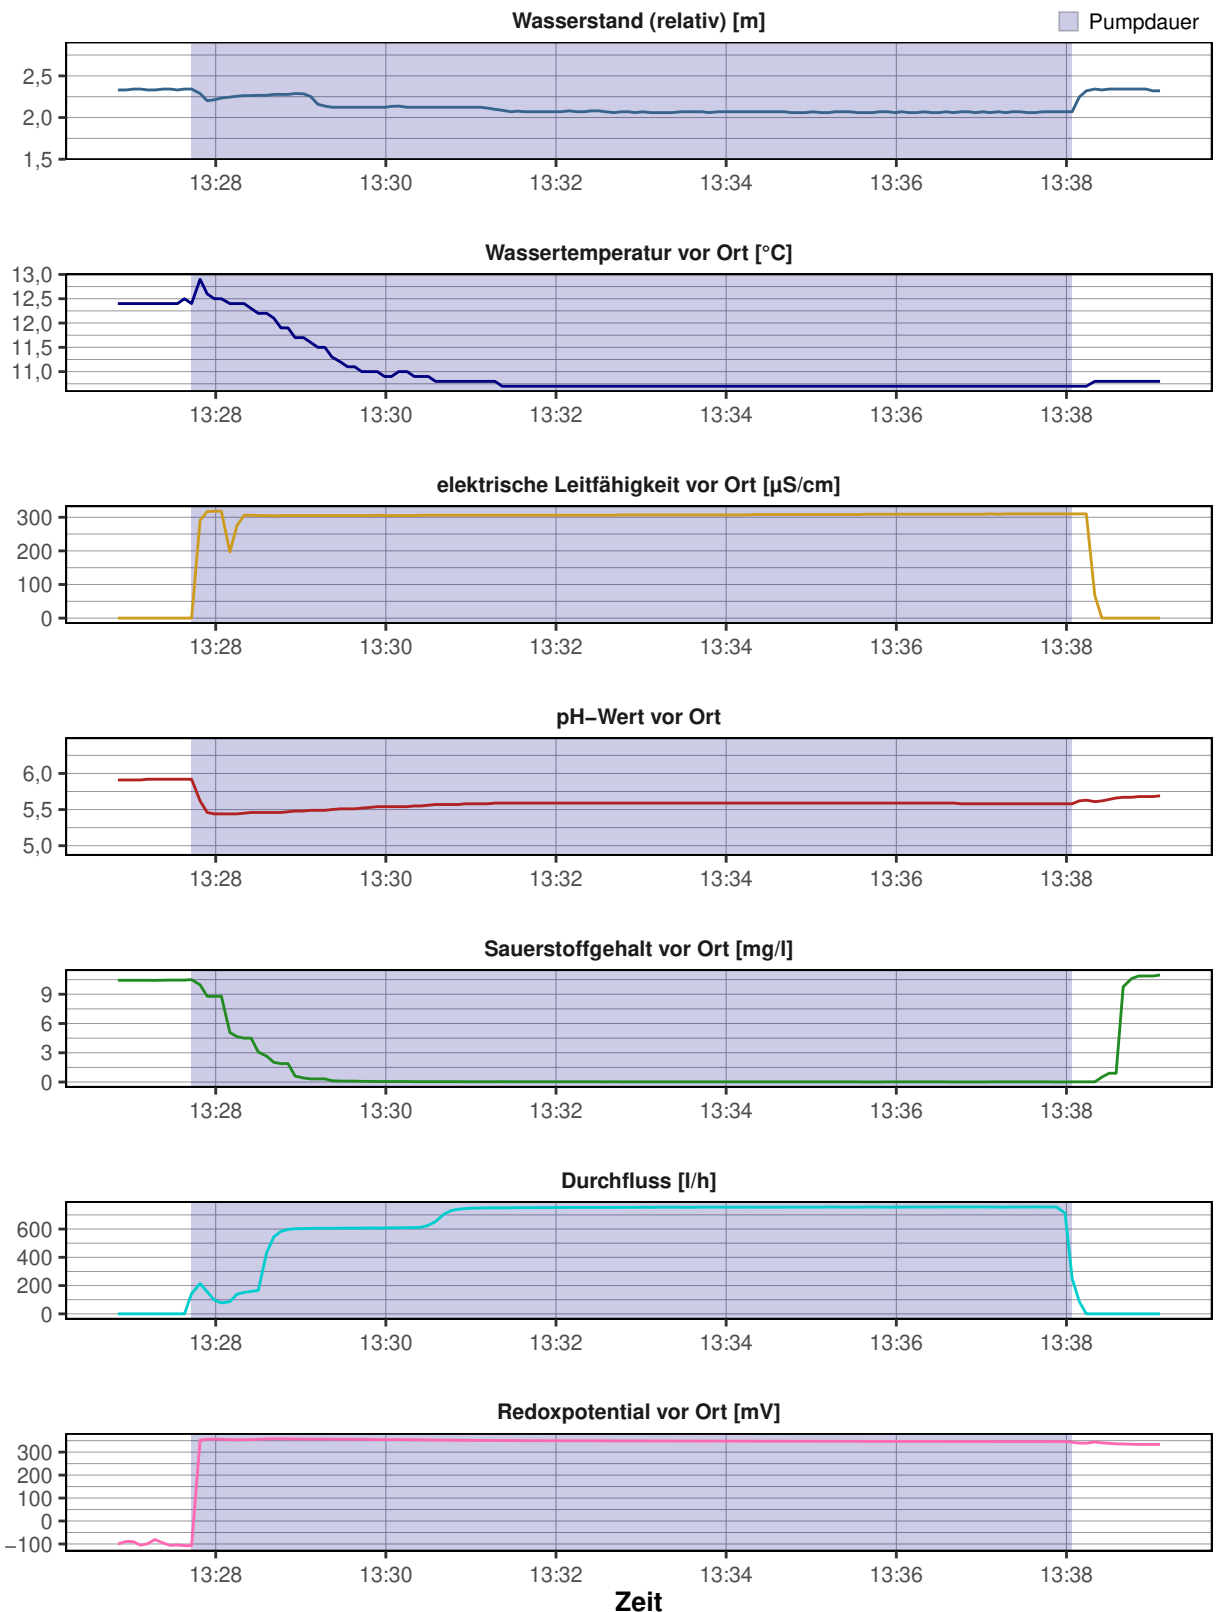 Wasserstand (relativ) [m]
Pumpdauer
2,5
2,0
1,5
13:28 13:30 13:32 13:34 13:36 13:38
Wassertemperatur vor Ort [°C]
13,0
12,5
12,0
11,5
11,0
13:28 13:30 13:32 13:34 13:36 13:38
elektrische Leitfähigkeit vor Ort [µS/cm]
300
200
100
0
13:28 13:30 13:32 13:34 13:36 13:38
pH−Wert vor Ort
6,0
5,5
5,0
13:28 13:30 13:32 13:34 13:36 13:38
Sauerstoffgehalt vor Ort [mg/l]
9
6
3
0
13:28 13:30 13:32 13:34 13:36 13:38
Durchfluss [l/h]
600
400
200
0
13:28 13:30 13:32 13:34 13:36 13:38
Redoxpotential vor Ort [mV]
300
200
100
0
−100
13:28 13:30 13:32 13:34 13:36 13:38
Zeit